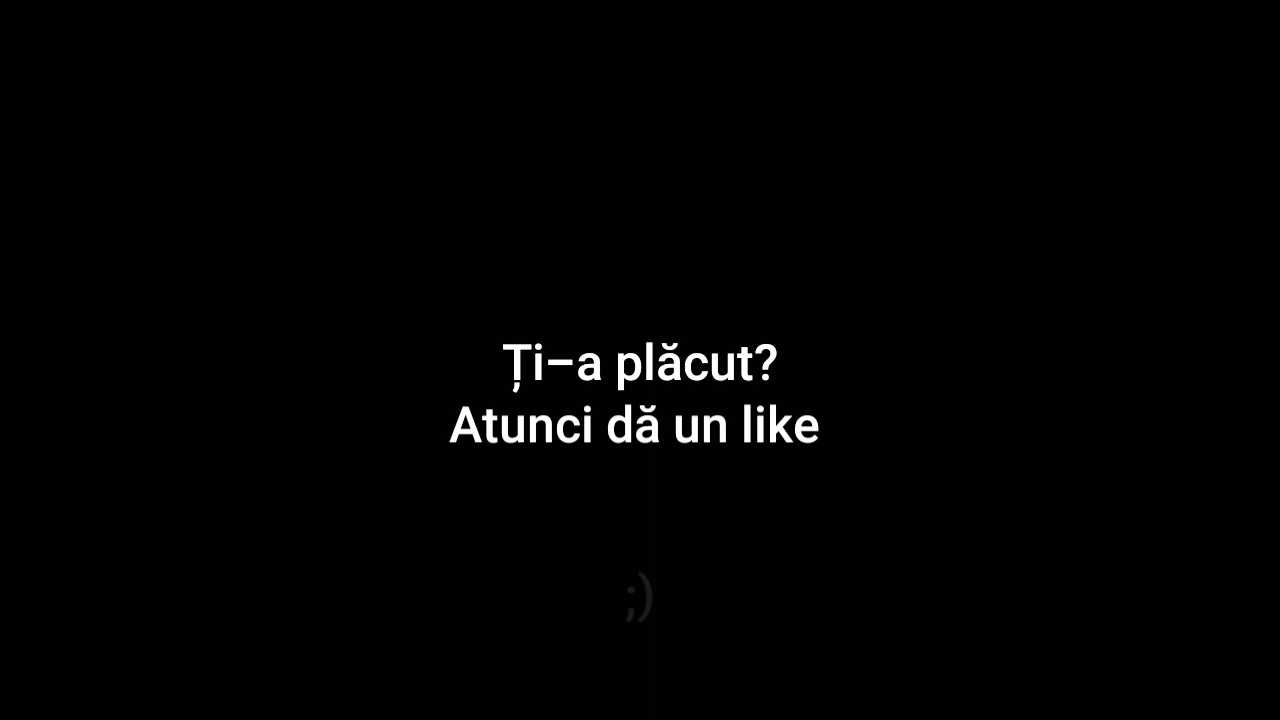 Ți–a plăcut?
Atunci dă un like
;)